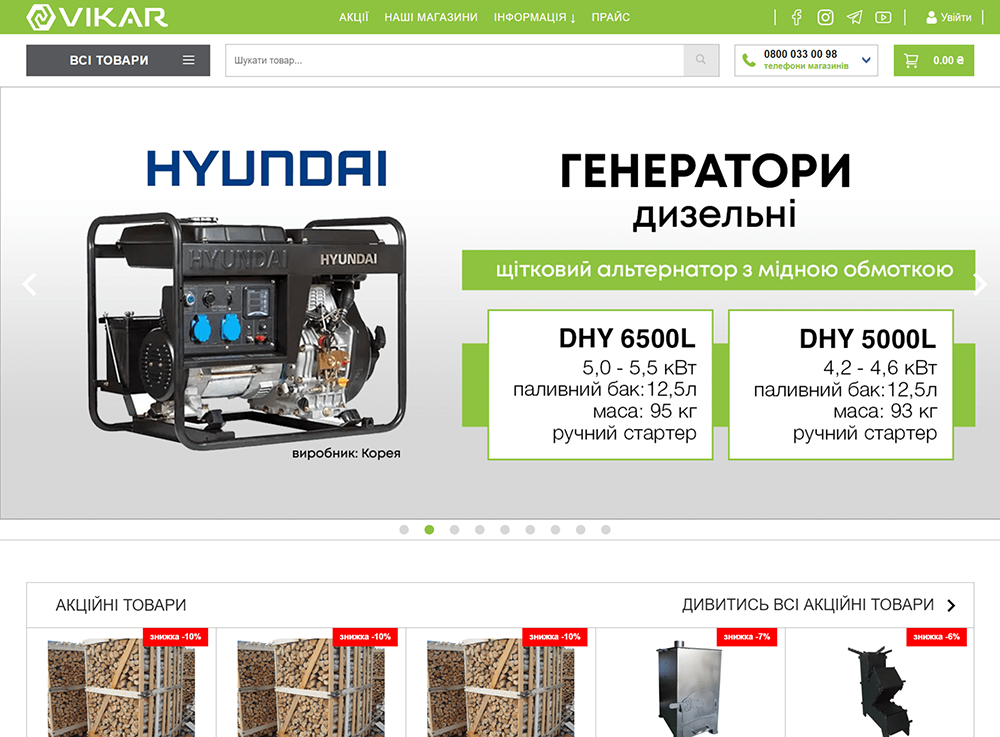 VIKAR
АКЦІЇ НАШІ МАГАЗИНИ ІНФОРМАЦІЯ ↓ ПРАЙС
Увійти
ВСІ ТОВАРИ
Шукати товар...
0800 033 00 98
телефони магазинів
0.00 ₴
HYUNDAI
HYUNDAI
HYUNDAI
виробник: Корея
ГЕНЕРАТОРИ
дизельні
щітковий альтернатор з мідною обмоткою
DHY 6500L
5,0 - 5,5 кВт
паливний бак:12,5л
маса: 95 кг
ручний стартер
DHY 5000L
4,2 - 4,6 кВт
паливний бак:12,5л
маса: 93 кг
ручний стартер
АКЦІЙНІ ТОВАРИ
ДИВИТИСЬ ВСІ АКЦІЙНІ ТОВАРИ
знижка -10%
знижка -10%
знижка -10%
знижка -7%
знижка -6%